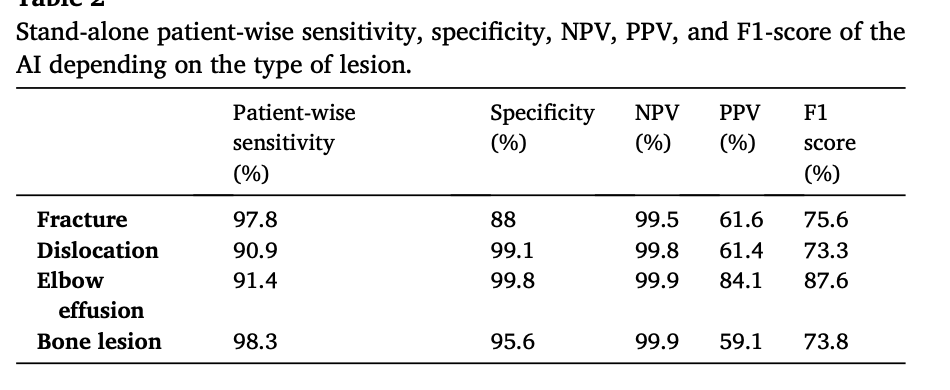 Table 2
Stand-alone patient-wise sensitivity, specificity, NPV, PPV, and F1-score of the
AI depending on the type of lesion.
Patient-wise sensitivity (%) Specificity (%) NPV (%) PPV (%) F1 score (%)
Fracture 97.8 88 99.5 61.6 75.6
Dislocation 90.9 99.1 99.8 61.4 73.3
Elbow effusion 91.4 99.8 99.9 84.1 87.6
Bone lesion 98.3 95.6 99.9 59.1 73.8